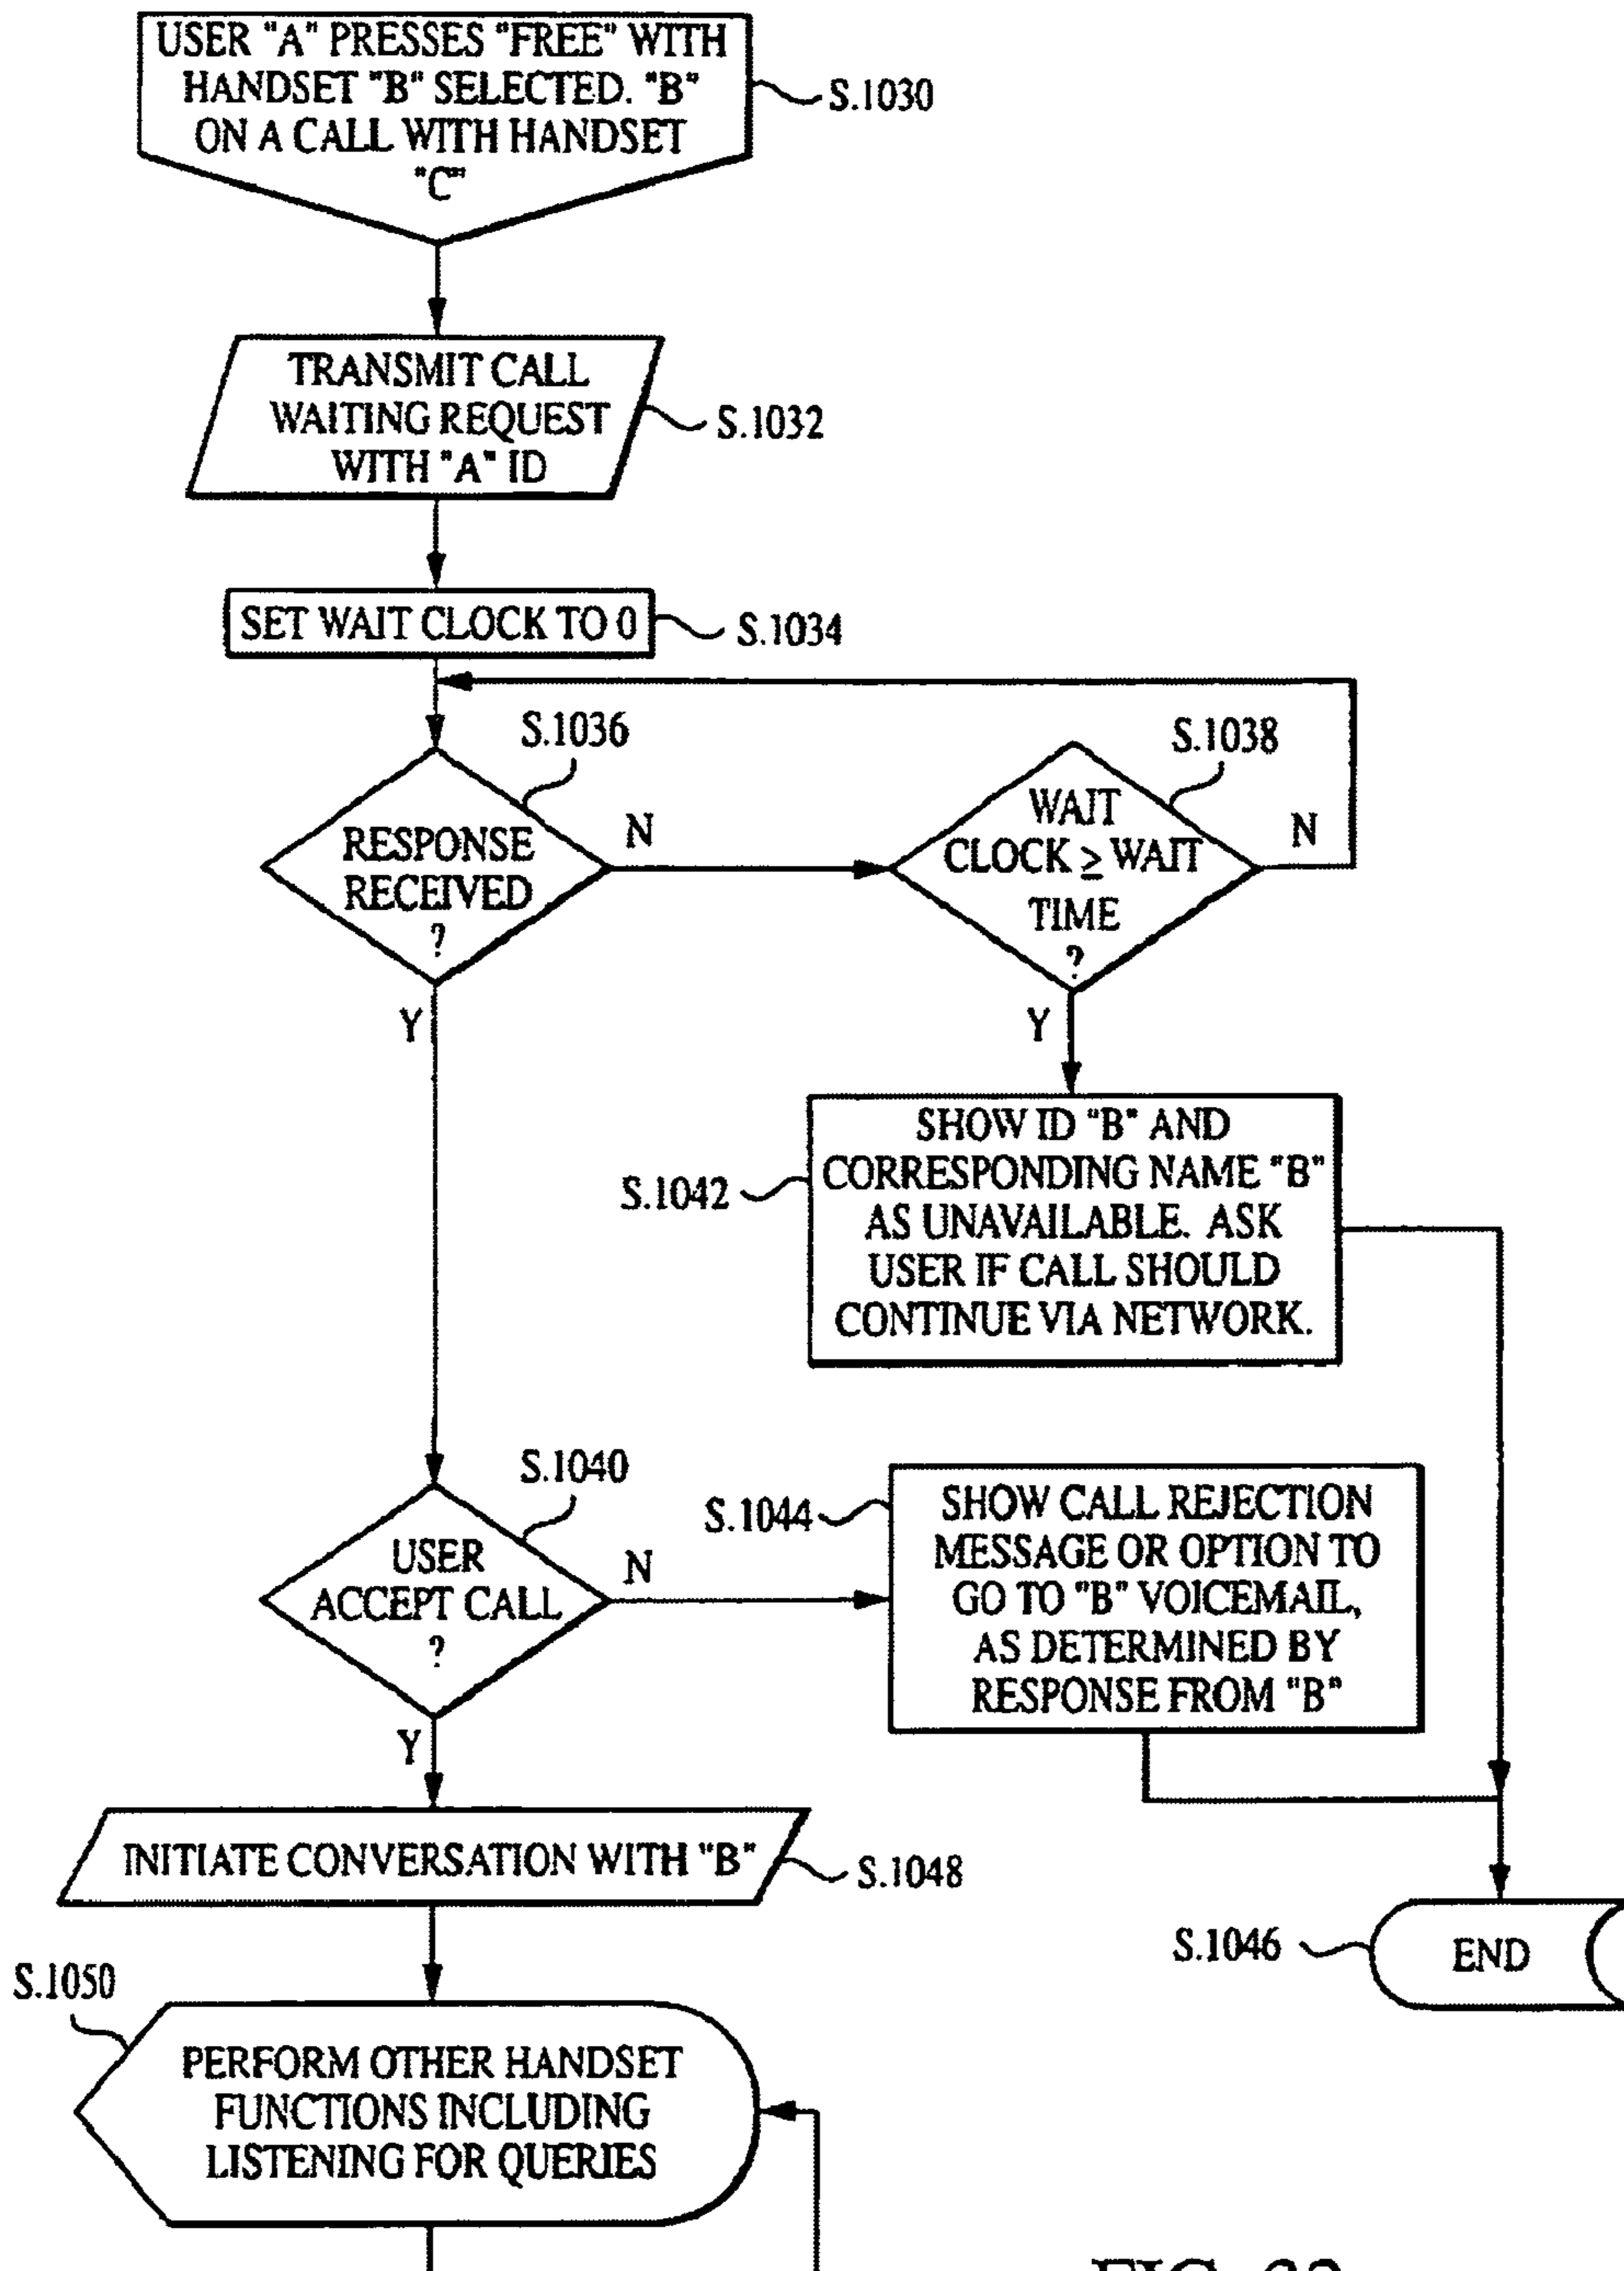 USER "A" PRESSES "FREE" WITH
HANDSET "B" SELECTED. "B"
ON A CALL WITH HANDSET
"C"
S.1030
TRANSMIT CALL
WAITING REQUEST
WITH "A" ID
S.1032
SET WAIT CLOCK TO 0
S.1034
S.1036
RESPONSE
RECEIVED
?
N
Y
S.1038
WAIT
CLOCK ≥ WAIT
TIME
?
N
Y
S.1042
SHOW ID "B" AND
CORRESPONDING NAME "B"
AS UNAVAILABLE. ASK
USER IF CALL SHOULD
CONTINUE VIA NETWORK.
S.1040
USER
ACCEPT CALL
?
N
Y
S.1044
SHOW CALL REJECTION
MESSAGE OR OPTION TO
GO TO "B" VOICEMAIL,
AS DETERMINED BY
RESPONSE FROM "B"
INITIATE CONVERSATION WITH "B"
S.1048
S.1046
END
S.1050
PERFORM OTHER HANDSET
FUNCTIONS INCLUDING
LISTENING FOR QUERIES